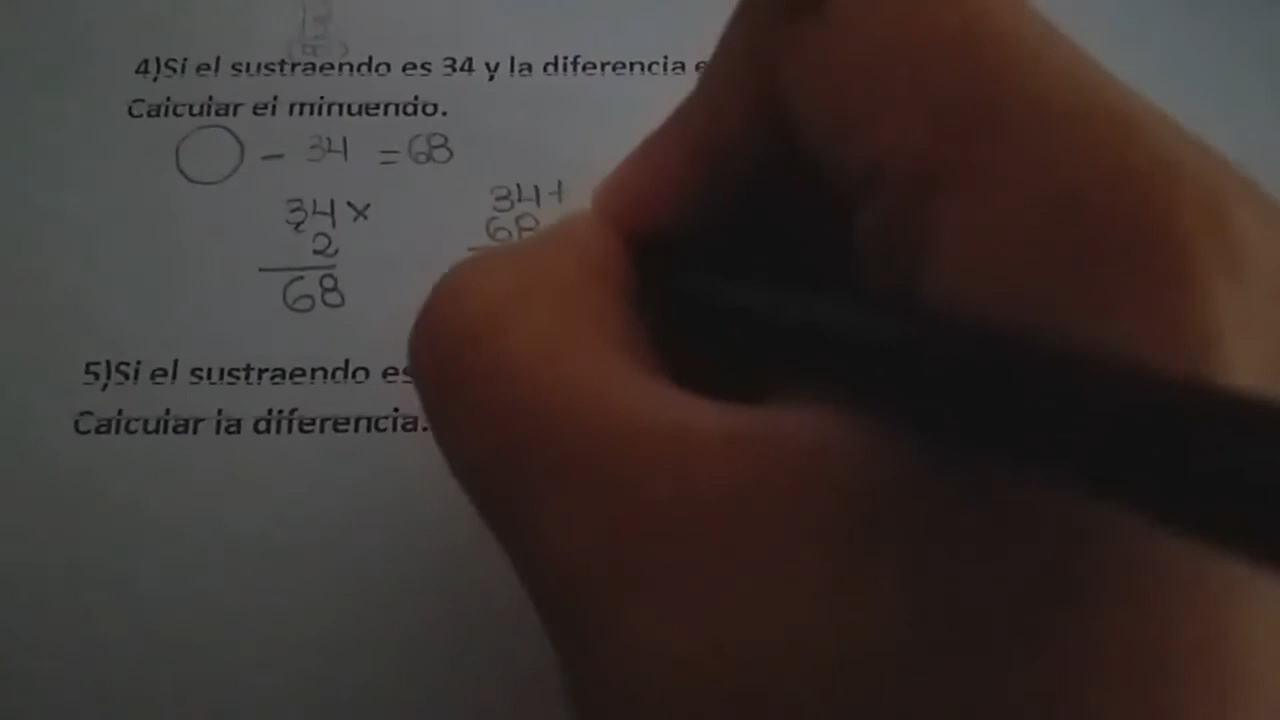 4)Si el sustraendo es 34 y la diferencia
Calcular el minuendo.
- 34 = 68
34 x
2
68
34 +
68
5)Si el sustraendo es
Calcular la diferencia.